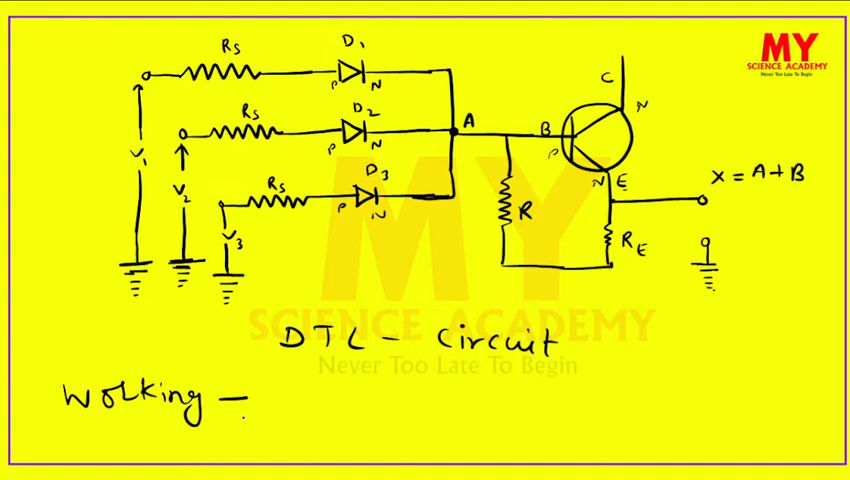 MY
SCIENCE ACADEMY
Never Too Late To Begin
Rs D1
P N
C
N
Rs D2
P N
A
B
P
N E
V1
V2
Rs D3
P N
V3
R
RE
X = A + B
MY
SCIENCE ACADEMY
Never Too Late To Begin
DTL - Circuit
Working -